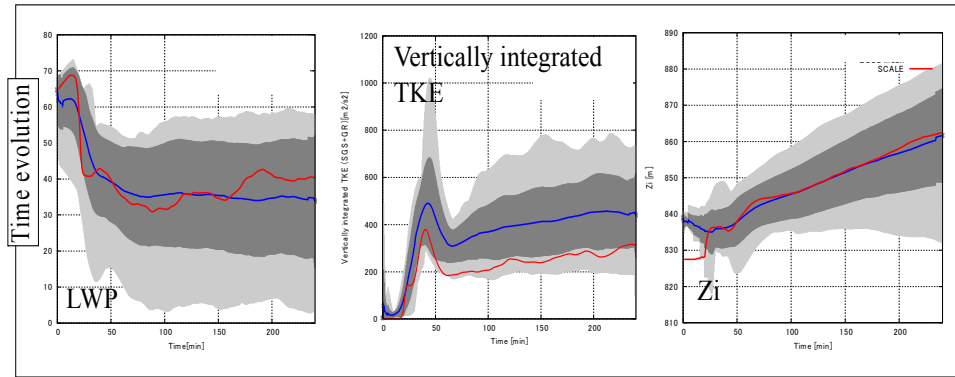 Time evolution
80
70
60
50
40
30
20
10
0
0 50 100 150 200
Time[min]
LWP
Vertically integrated
TKE
Vertically integrated TKE (SGS+GR)[m2/s2]
1200
1000
800
600
400
200
0
0 50 100 150 200
Time [min]
Zi [m]
890
880
870
860
850
840
830
820
810
0 50 100 150 200
Time [min]
SCALE
Zi